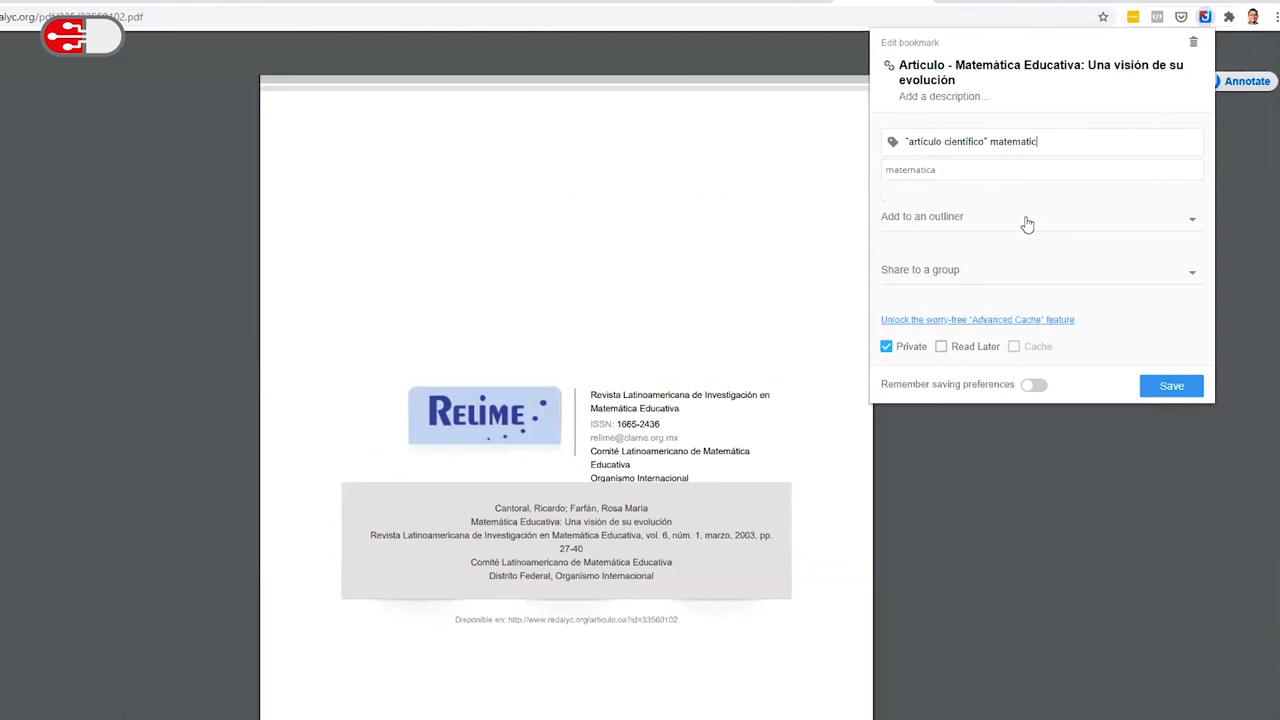 alyc.org/pdf/335/33560102.pdf
Edit bookmark
Artículo - Matemática Educativa: Una visión de su
evolución
Add a description...
Annotate
"artículo científico" matematic
matematica
Add to an outliner
Share to a group
Unlock the worry-free "Advanced Cache" feature
Private
Read Later
Cache
Remember saving preferences
Save
RELIME
Revista Latinoamericana de Investigación en
Matemática Educativa
ISSN: 1665-2436
relime@clame.org.mx
Comité Latinoamericano de Matemática
Educativa
Organismo Internacional
Cantoral, Ricardo; Farfán, Rosa María
Matemática Educativa: Una visión de su evolución
Revista Latinoamericana de Investigación en Matemática Educativa, vol. 6, núm. 1, marzo, 2003, pp.
27-40
Comité Latinoamericano de Matemática Educativa
Distrito Federal, Organismo Internacional
Disponible en: http://www.redalyc.org/articulo.oa?id=33560102